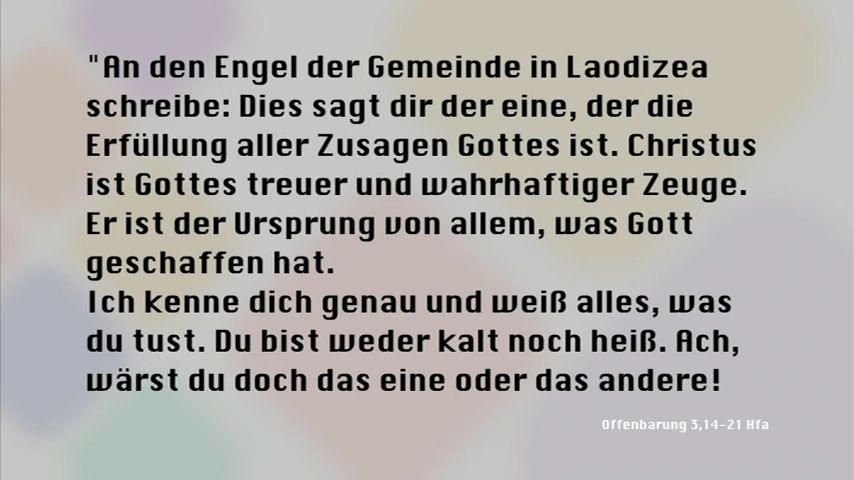 "An den Engel der Gemeinde in Laodizea
schreibe: Dies sagt dir der eine, der die
Erfüllung aller Zusagen Gottes ist. Christus
ist Gottes treuer und wahrhaftiger Zeuge.
Er ist der Ursprung von allem, was Gott
geschaffen hat.
Ich kenne dich genau und weiß alles, was
du tust. Du bist weder kalt noch heiß. Ach,
wärst du doch das eine oder das andere!
Offenbarung 3,14-21 Hfa